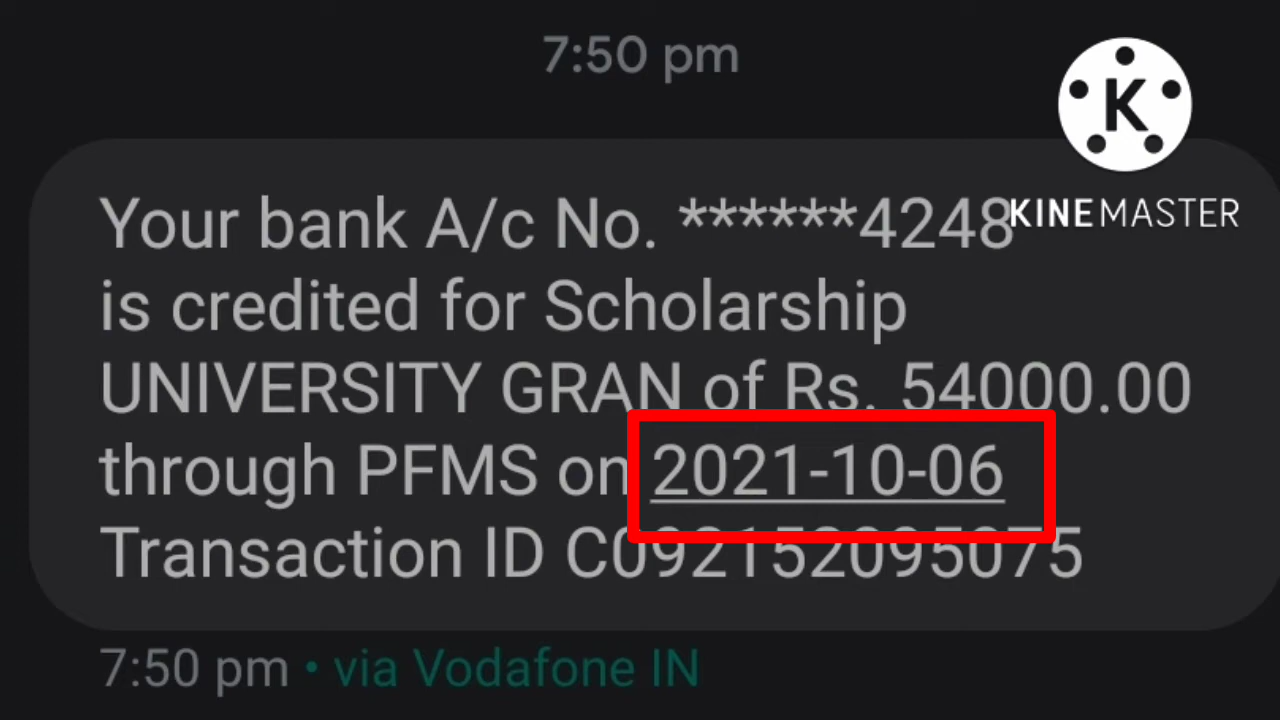 7:50 pm
K
KINEMASTER
Your bank A/c No. ******4248
is credited for Scholarship
UNIVERSITY GRAN of Rs. 54000.00
through PFMS on 2021-10-06
Transaction ID C092152095075
7:50 pm • via Vodafone IN